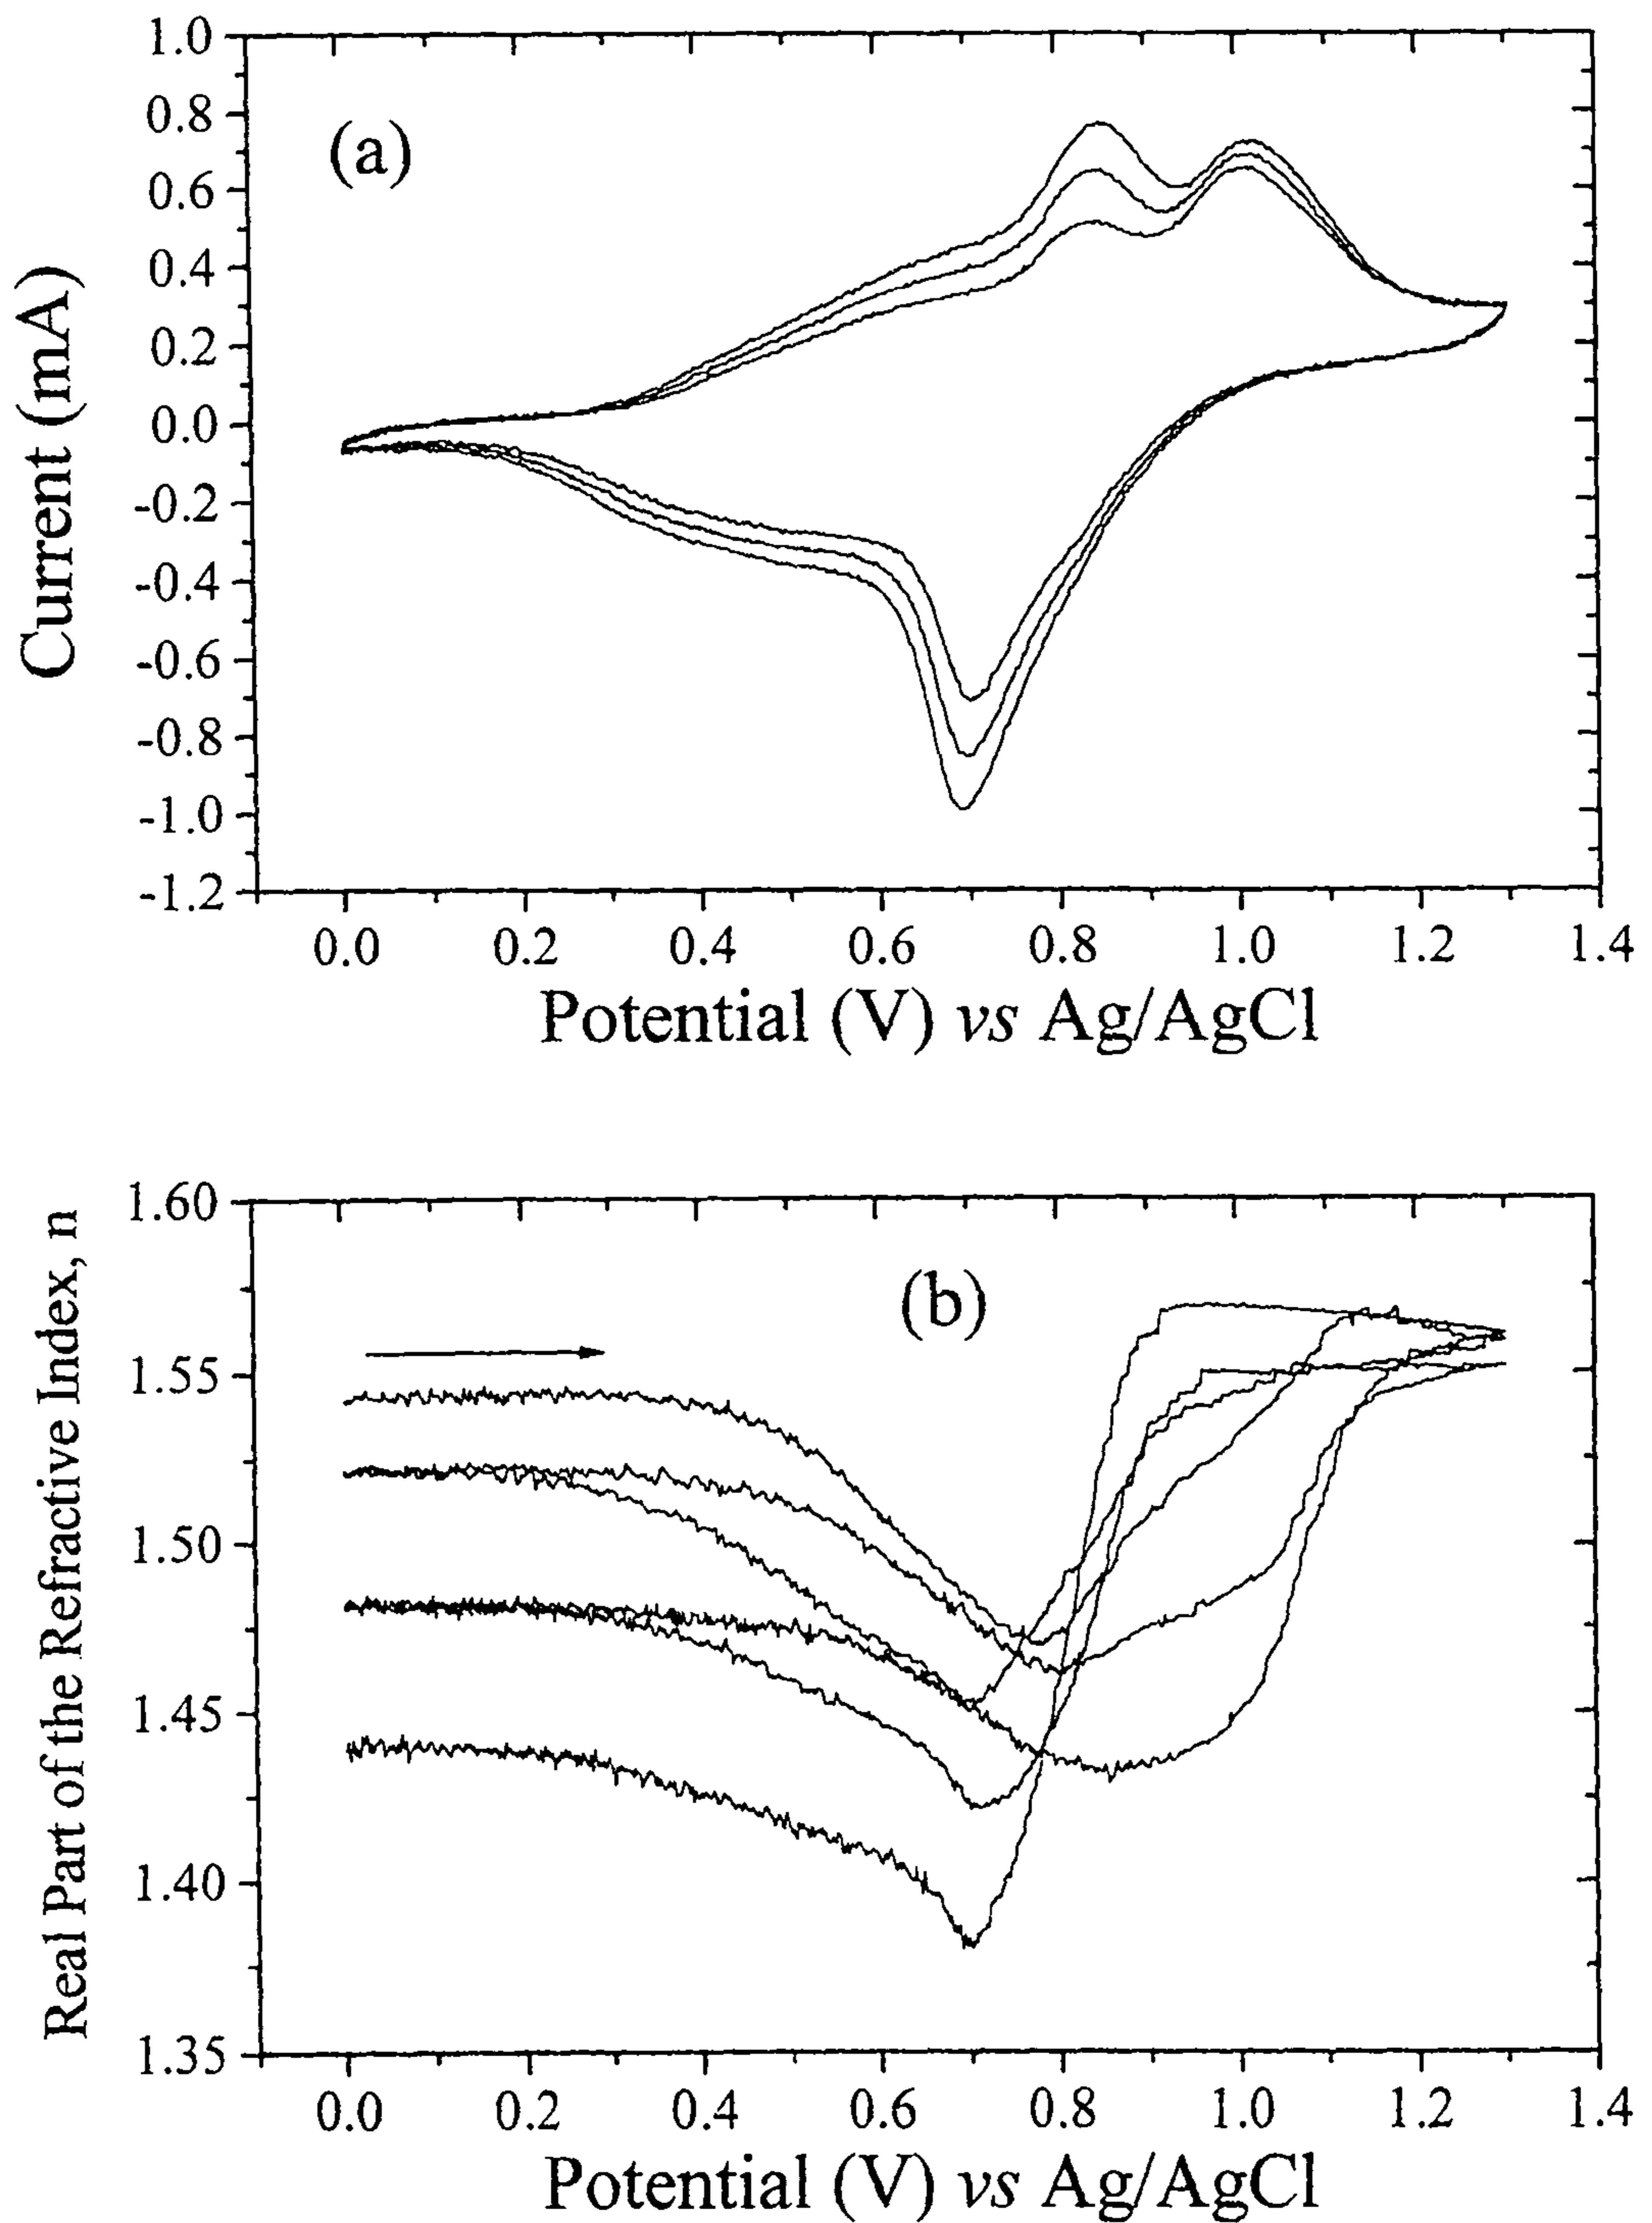 1.0
0.8
(a)
0.6
0.4
0.2
0.0
-0.2
-0.4
-0.6
-0.8
-1.0
-1.2
Current (mA)
0.0 0.2 0.4 0.6 0.8 1.0 1.2 1.4
Potential (V) vs Ag/AgCl
1.60
(b)
1.55
1.50
1.45
1.40
1.35
Real Part of the Refractive Index, n
0.0 0.2 0.4 0.6 0.8 1.0 1.2 1.4
Potential (V) vs Ag/AgCl